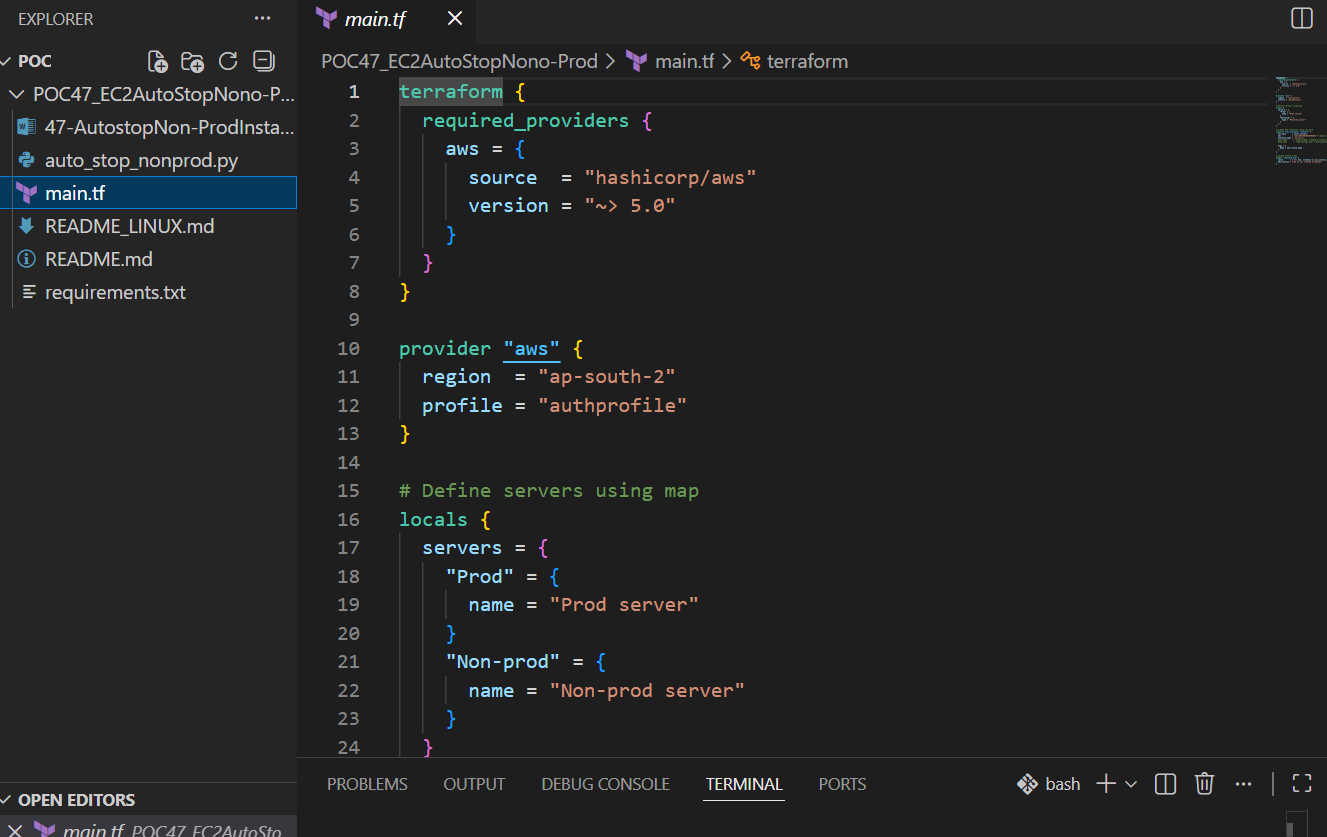 EXPLORER
POC
POC47_EC2AutoStopNono-P...
47-AutostopNon-ProdInsta...
auto_stop_nonprod.py
main.tf
README_LINUX.md
README.md
requirements.txt
OPEN EDITORS
main.tf POC47_EC2AutoSto
main.tf
POC47_EC2AutoStopNono-Prod > main.tf > terraform
1 terraform {
2   required_providers {
3     aws = {
4       source  = "hashicorp/aws"
5       version = "~> 5.0"
6     }
7   }
8 }
9
10 provider "aws" {
11   region  = "ap-south-2"
12   profile = "authprofile"
13 }
14
15 # Define servers using map
16 locals {
17   servers = {
18     "Prod" = {
19       name = "Prod server"
20     }
21     "Non-prod" = {
22       name = "Non-prod server"
23     }
24   }
PROBLEMS OUTPUT DEBUG CONSOLE TERMINAL PORTS bash